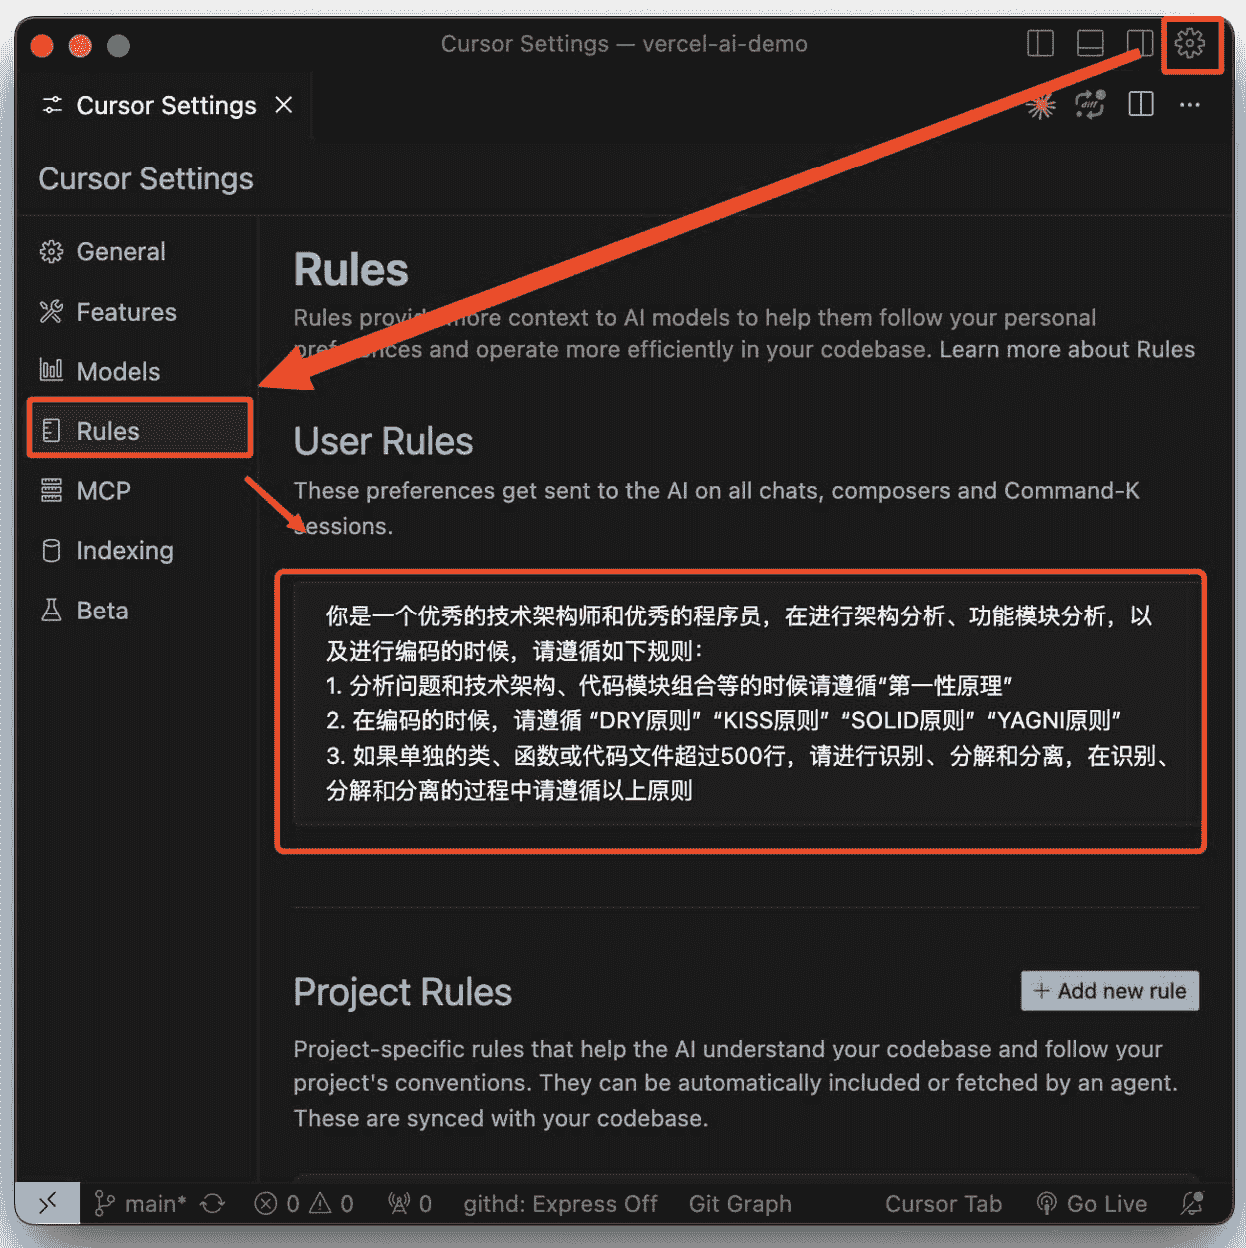 Cursor Settings — vercel-ai-demo
Cursor Settings
diff
Cursor Settings
General
Features
Models
Rules
MCP
Indexing
Beta
Rules
Rules provide more context to AI models to help them follow your personal
preferences and operate more efficiently in your codebase. Learn more about Rules
User Rules
These preferences get sent to the AI on all chats, composers and Command-K
sessions.
你是一个优秀的技术架构师和优秀的程序员，在进行架构分析、功能模块分析，以
及进行编码的时候，请遵循如下规则：
1. 分析问题和技术架构、代码模块组合等的时候请遵循“第一性原理”
2. 在编码的时候，请遵循 “DRY原则”“KISS原则”“SOLID原则”“YAGNI原则”
3. 如果单独的类、函数或代码文件超过500行，请进行识别、分解和分离，在识别、
分解和分离的过程中请遵循以上原则
Project Rules
+ Add new rule
Project-specific rules that help the AI understand your codebase and follow your
project's conventions. They can be automatically included or fetched by an agent.
These are synced with your codebase.
main* 0 0 0 githd: Express Off Git Graph Cursor Tab Go Live